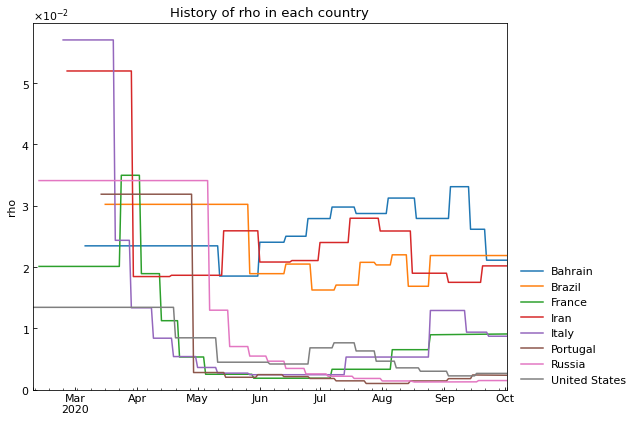 History of rho in each country
×10⁻²
5
4
3
2
1
0
rho
Mar Apr May Jun Jul Aug Sep Oct
2020
Bahrain
Brazil
France
Iran
Italy
Portugal
Russia
United States